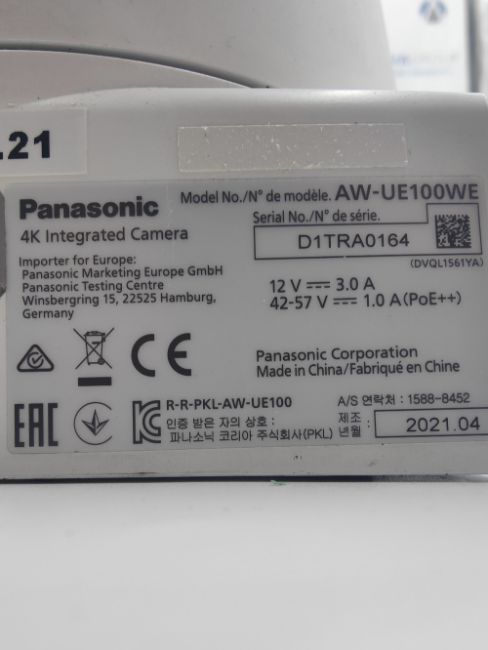 .21
Panasonic
4K Integrated Camera
Model No./N° de modèle. AW-UE100WE
Serial No./N° de série.
D1TRA0164
(DVQL1561YA)
Importer for Europe:
Panasonic Marketing Europe GmbH
Panasonic Testing Centre
Winsbergring 15, 22525 Hamburg,
Germany
12 V ⎓ 3.0 A
42-57 V ⎓ 1.0 A(PoE++)
CE
Panasonic Corporation
Made in China/Fabriqué en Chine
EAC
R-R-PKL-AW-UE100
인증 받은 자의 상호 :
파나소닉 코리아 주식회사(PKL)
A/S 연락처 : 1588-8452
제조
년월 :
2021.04